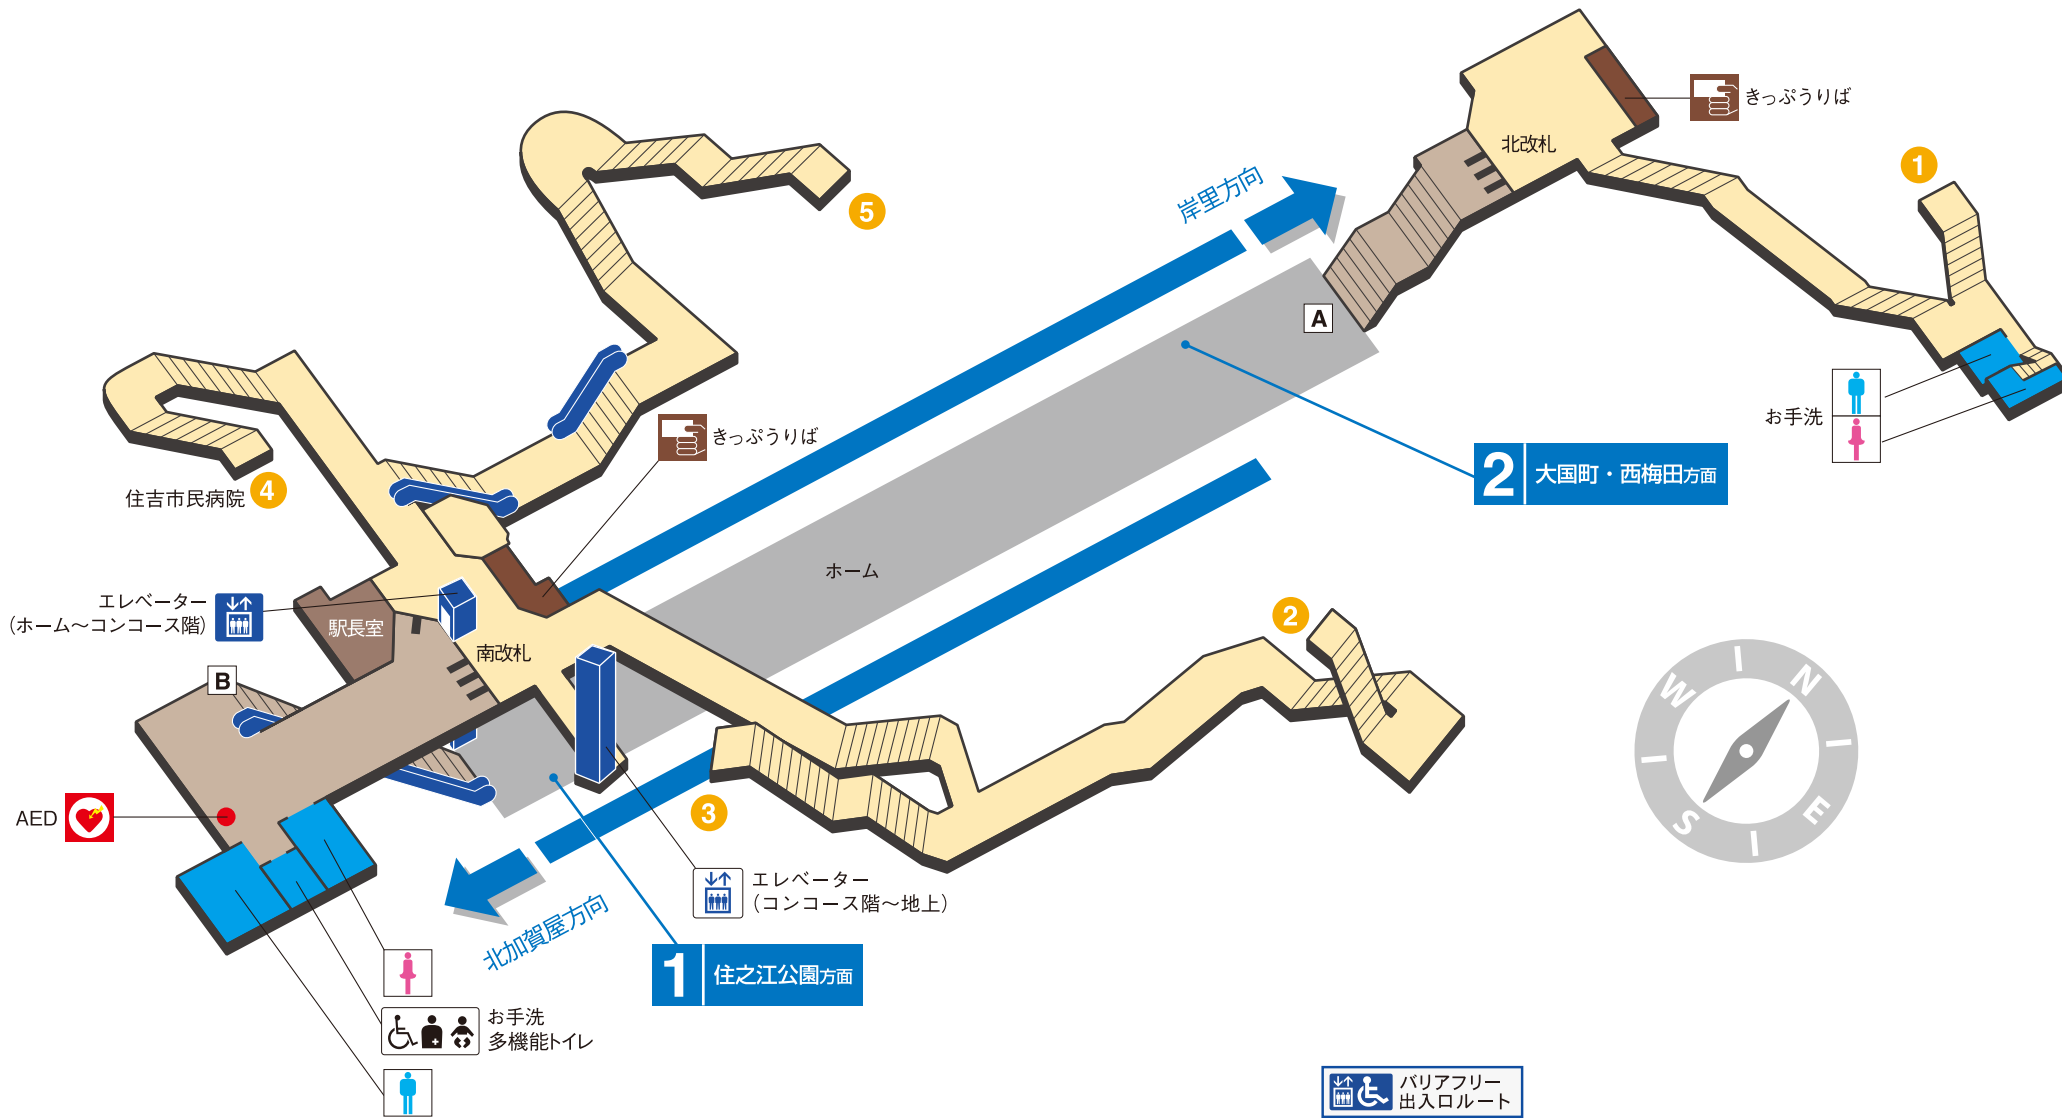 きっぷうりば
北改札
1
5
岸里方向
A
お手洗
きっぷうりば
2
大国町・西梅田方面
住吉市民病院
4
ホーム
エレベーター
(ホーム〜コンコース階)
駅長室
南改札
2
B
W
N
S
E
AED
3
エレベーター
(コンコース階〜地上)
北加賀屋方向
1
住之江公園方面
お手洗
多機能トイレ
バリアフリー
出入口ルート